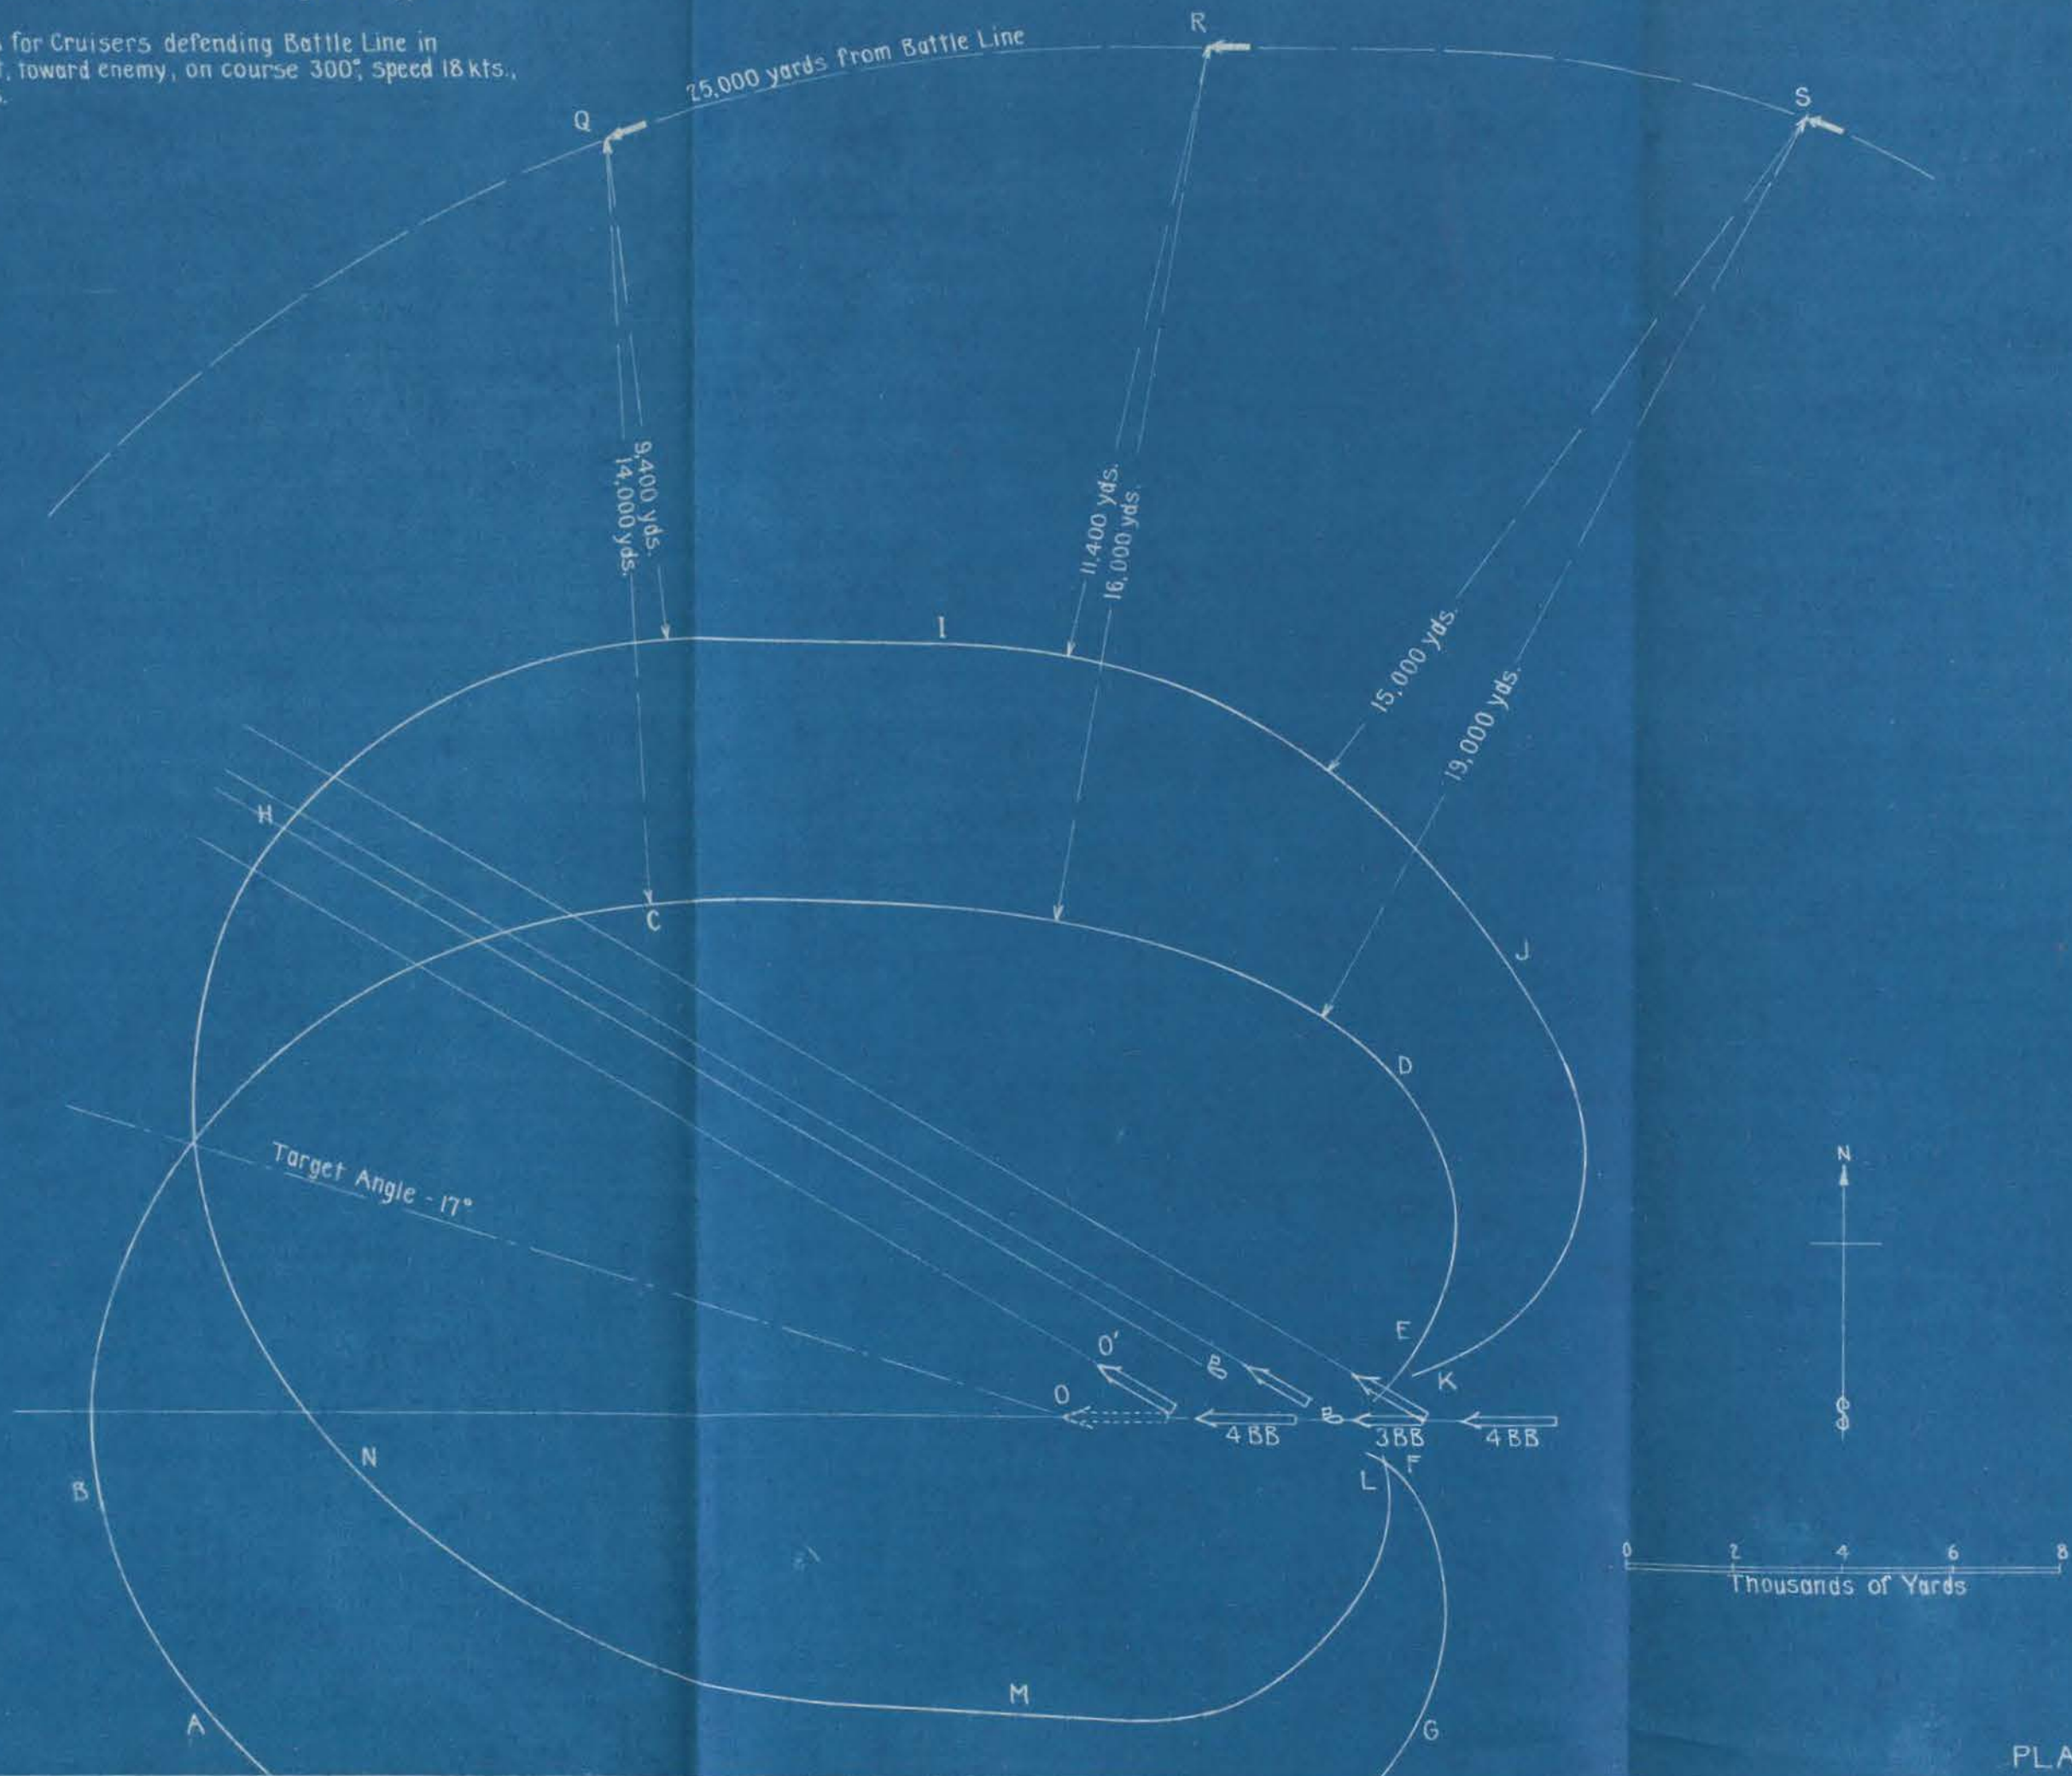 for Cruisers defending Battle Line in
toward enemy, on course 300°, speed 18 kts.,
R
25,000 yards from Battle Line
S
Q
9,400 yds.
14,000 yds.
11,400 yds.
16,000 yds.
15,000 yds.
19,000 yds.
I
H
C
J
D
N
Target Angle - 17°
E
O'
B
K
O
B
4 BB
3 BB
4 BB
S
N
B
L
F
0 2 4 6 8
Thousands of Yards
M
A
G
PLA